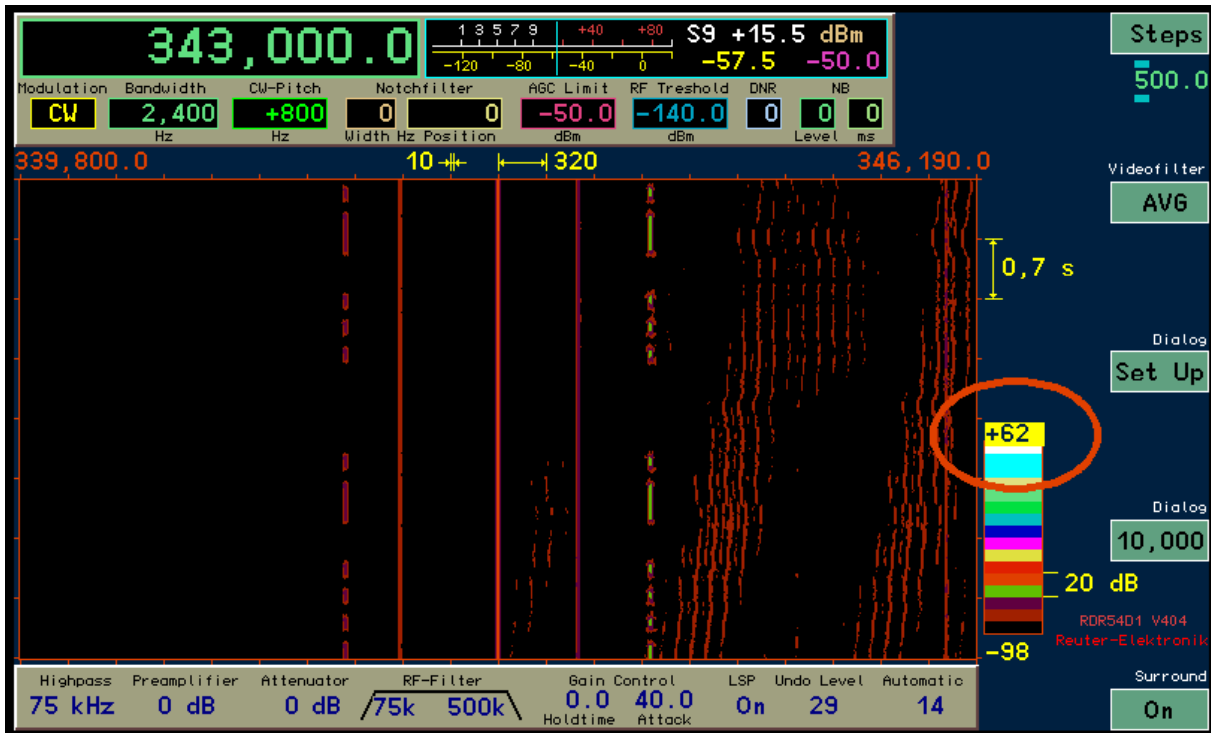 343,000.0
1 3 5 7 9 +40 +80
-120 -80 -40 0
S9 +15.5 dBm
-57.5 -50.0
Modulation Bandwidth CW-Pitch Notchfilter AGC Limit RF Treshold DNR NB
CW 2,400 +800 0 0 -50.0 -140.0 0 0 0
Hz Hz Width Hz Position dBm dBm Level ms
Steps
500.0
339,800.0 10 320 346,190.0
Videofilter
AVG
0,7 s
Dialog
Set Up
+62
Dialog
10,000
20 dB
RDR54D1 V404
Reuter-Elektronik
-98
Highpass Preamplifier Attenuator RF-Filter Gain Control LSP Undo Level Automatic
75 kHz 0 dB 0 dB 75k 500k 0.0 40.0 On 29 14
Holdtime Attack
Surround
On